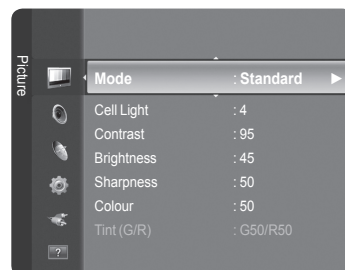 Picture
Mode : Standard
Cell Light : 4
Contrast : 95
Brightness : 45
Sharpness : 50
Colour : 50
Tint (G/R) : G50/R50
?